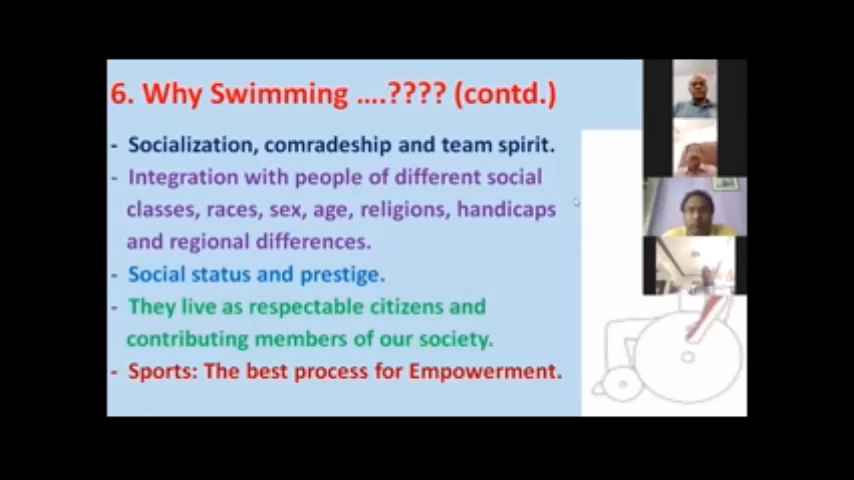 6. Why Swimming ....???? (contd.)
- Socialization, comradeship and team spirit.
- Integration with people of different social
classes, races, sex, age, religions, handicaps
and regional differences.
- Social status and prestige.
- They live as respectable citizens and
contributing members of our society.
- Sports: The best process for Empowerment.